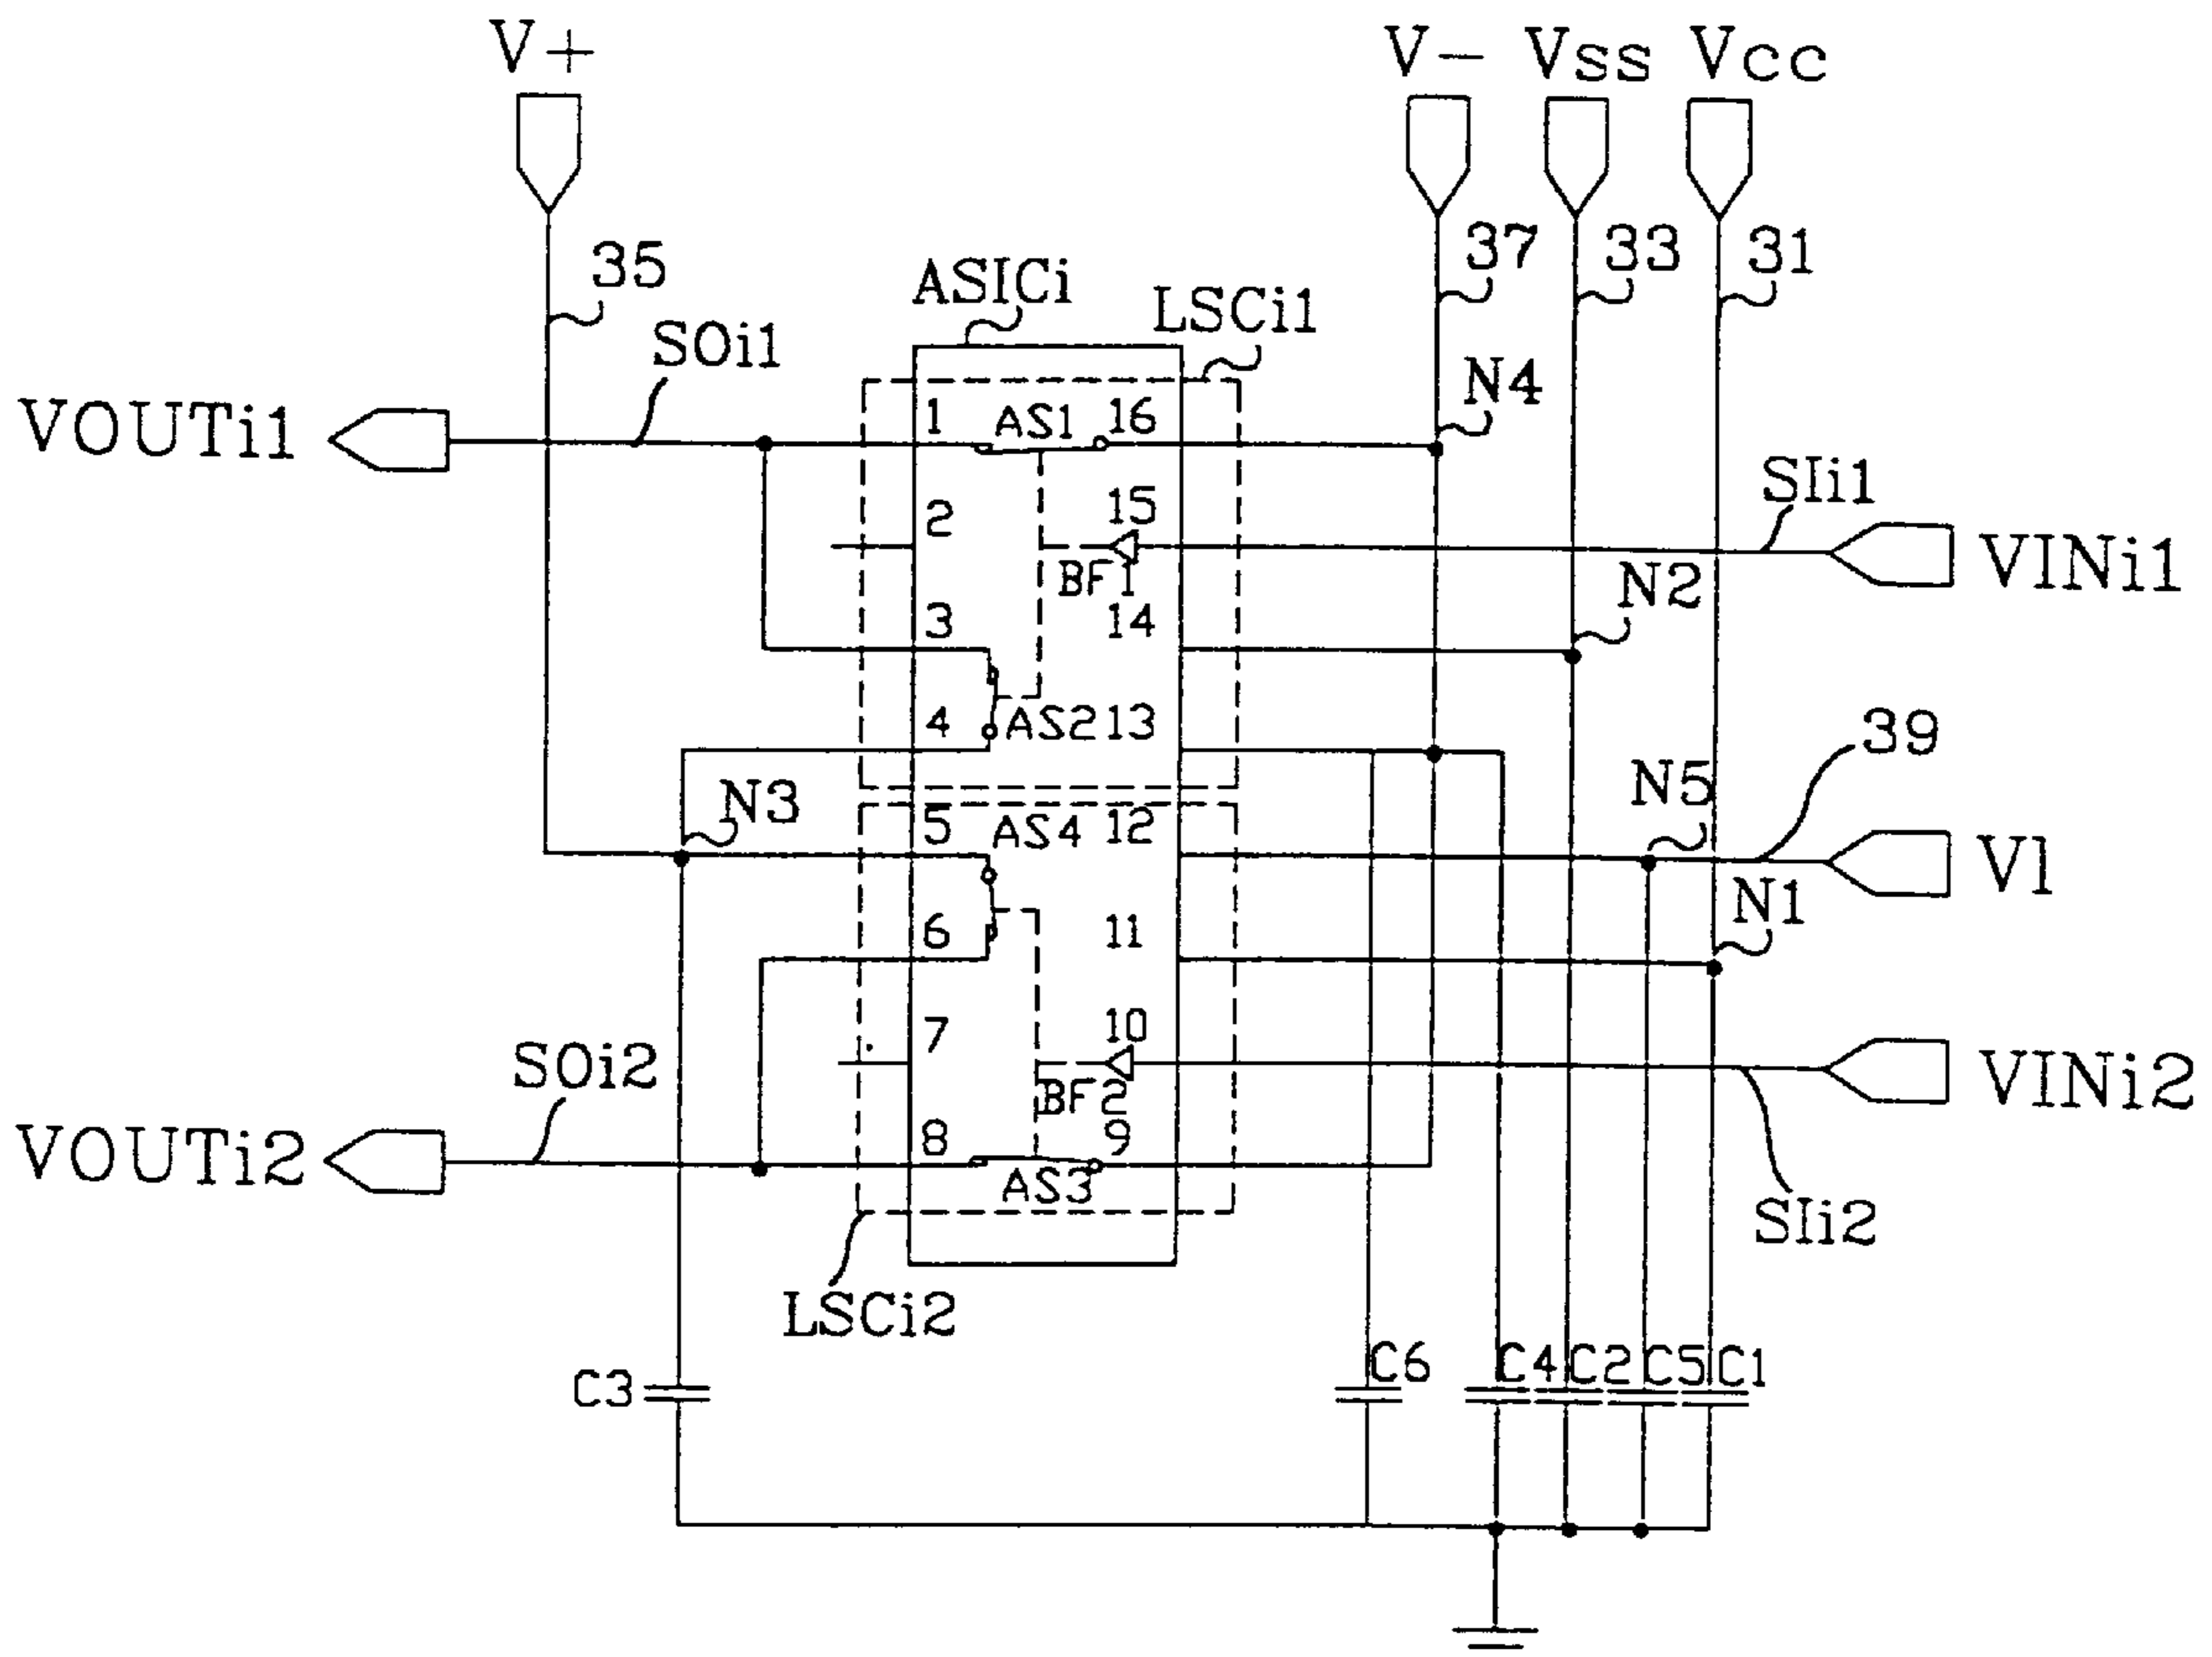 V+ V- Vss Vcc
35 37 33 31
ASICi LSCi1
SOi1 N4
VOUTi1 1 AS1 16
SIi1
2 15
VINi1
BF1 N2
3 14
4 AS2 13 39
N3 N5
5 AS4 12
Vl
N1
6 11
7 10
SOi2 VINi2
BF2
VOUTi2 8 9
AS3 SIi2
LSCi2
C3 C6 C4 C2 C5 C1